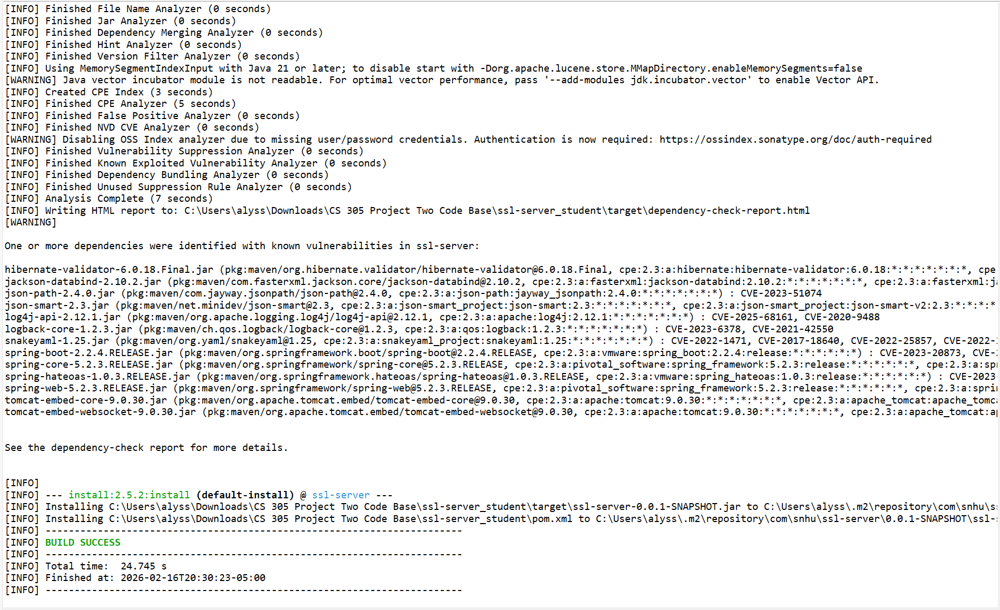 [INFO] Finished File Name Analyzer (0 seconds)
[INFO] Finished Jar Analyzer (0 seconds)
[INFO] Finished Dependency Merging Analyzer (0 seconds)
[INFO] Finished Hint Analyzer (0 seconds)
[INFO] Finished Version Filter Analyzer (0 seconds)
[INFO] Using MemorySegmentIndexInput with Java 21 or later; to disable start with -Dorg.apache.lucene.store.MMapDirectory.enableMemorySegments=false
[WARNING] Java vector incubator module is not readable. For optimal vector performance, pass '--add-modules jdk.incubator.vector' to enable Vector API.
[INFO] Created CPE Index (3 seconds)
[INFO] Finished CPE Analyzer (5 seconds)
[INFO] Finished False Positive Analyzer (0 seconds)
[INFO] Finished NVD CVE Analyzer (0 seconds)
[WARNING] Disabling OSS Index analyzer due to missing user/password credentials. Authentication is now required: https://ossindex.sonatype.org/doc/auth-required
[INFO] Finished Vulnerability Suppression Analyzer (0 seconds)
[INFO] Finished Known Exploited Vulnerability Analyzer (0 seconds)
[INFO] Finished Dependency Bundling Analyzer (0 seconds)
[INFO] Finished Unused Suppression Rule Analyzer (0 seconds)
[INFO] Analysis Complete (7 seconds)
[INFO] Writing HTML report to: C:\Users\alyss\Downloads\CS 305 Project Two Code Base\ssl-server_student\target\dependency-check-report.html
[WARNING]
One or more dependencies were identified with known vulnerabilities in ssl-server:
hibernate-validator-6.0.18.Final.jar (pkg:maven/org.hibernate.validator/hibernate-validator@6.0.18.Final, cpe:2.3:a:hibernate:hibernate-validator:6.0.18:*:*:*:*:*:*:*, cpe
jackson-databind-2.10.2.jar (pkg:maven/com.fasterxml.jackson.core/jackson-databind@2.10.2, cpe:2.3:a:fasterxml:jackson-databind:2.10.2:*:*:*:*:*:*:*, cpe:2.3:a:fasterxml:ja
json-path-2.4.0.jar (pkg:maven/com.jayway.jsonpath/json-path@2.4.0, cpe:2.3:a:json-path:jayway_jsonpath:2.4.0:*:*:*:*:*:*:*) : CVE-2023-51074
json-smart-2.3.jar (pkg:maven/net.minidev/json-smart@2.3, cpe:2.3:a:json-smart_project:json-smart:2.3:*:*:*:*:*:*:*, cpe:2.3:a:json-smart_project:json-smart-v2:2.3:*:*:*:*
log4j-api-2.12.1.jar (pkg:maven/org.apache.logging.log4j/log4j-api@2.12.1, cpe:2.3:a:apache:log4j:2.12.1:*:*:*:*:*:*:*) : CVE-2025-68161, CVE-2020-9488
logback-core-1.2.3.jar (pkg:maven/ch.qos.logback/logback-core@1.2.3, cpe:2.3:a:qos:logback:1.2.3:*:*:*:*:*:*:*) : CVE-2023-6378, CVE-2021-42550
snakeyaml-1.25.jar (pkg:maven/org.yaml/snakeyaml@1.25, cpe:2.3:a:snakeyaml_project:snakeyaml:1.25:*:*:*:*:*:*:*) : CVE-2022-1471, CVE-2017-18640, CVE-2022-25857, CVE-2022-
spring-boot-2.2.4.RELEASE.jar (pkg:maven/org.springframework.boot/spring-boot@2.2.4.RELEASE, cpe:2.3:a:vmware:spring_boot:2.2.4:release:*:*:*:*:*:*) : CVE-2023-20873, CVE-
spring-core-5.2.3.RELEASE.jar (pkg:maven/org.springframework/spring-core@5.2.3.RELEASE, cpe:2.3:a:pivotal_software:spring_framework:5.2.3:release:*:*:*:*:*:*, cpe:2.3:a:spr
spring-hateoas-1.0.3.RELEASE.jar (pkg:maven/org.springframework.hateoas/spring-hateoas@1.0.3.RELEASE, cpe:2.3:a:vmware:spring_hateoas:1.0.3:release:*:*:*:*:*:*) : CVE-2023-
spring-web-5.2.3.RELEASE.jar (pkg:maven/org.springframework/spring-web@5.2.3.RELEASE, cpe:2.3:a:pivotal_software:spring_framework:5.2.3:release:*:*:*:*:*:*, cpe:2.3:a:sprin
tomcat-embed-core-9.0.30.jar (pkg:maven/org.apache.tomcat.embed/tomcat-embed-core@9.0.30, cpe:2.3:a:apache:tomcat:9.0.30:*:*:*:*:*:*:*, cpe:2.3:a:apache_tomcat:apache_tomca
tomcat-embed-websocket-9.0.30.jar (pkg:maven/org.apache.tomcat.embed/tomcat-embed-websocket@9.0.30, cpe:2.3:a:apache:tomcat:9.0.30:*:*:*:*:*:*:*, cpe:2.3:a:apache_tomcat:ap
See the dependency-check report for more details.
[INFO]
[INFO] --- install:2.5.2:install (default-install) @ ssl-server ---
[INFO] Installing C:\Users\alyss\Downloads\CS 305 Project Two Code Base\ssl-server_student\target\ssl-server-0.0.1-SNAPSHOT.jar to C:\Users\alyss\.m2\repository\com\snhu\ss
[INFO] Installing C:\Users\alyss\Downloads\CS 305 Project Two Code Base\ssl-server_student\pom.xml to C:\Users\alyss\.m2\repository\com\snhu\ssl-server\0.0.1-SNAPSHOT\ssl-s
[INFO] ------------------------------------------------------------------------
[INFO] BUILD SUCCESS
[INFO] ------------------------------------------------------------------------
[INFO] Total time:  24.745 s
[INFO] Finished at: 2026-02-16T20:30:23-05:00
[INFO] ------------------------------------------------------------------------